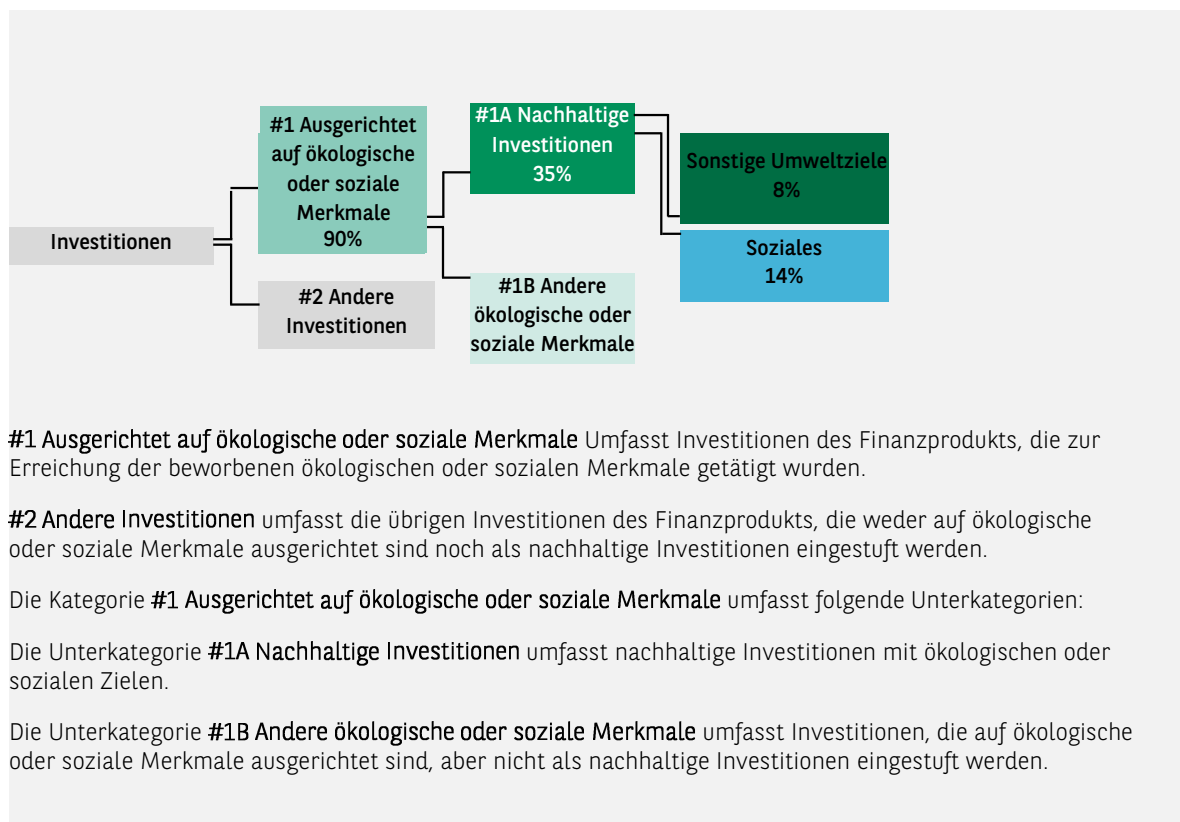 Investitionen
#1 Ausgerichtet
auf ökologische
oder soziale
Merkmale
90%
#2 Andere
Investitionen
#1A Nachhaltige
Investitionen
35%
#1B Andere
ökologische oder
soziale Merkmale
Sonstige Umweltziele
8%
Soziales
14%
#1 Ausgerichtet auf ökologische oder soziale Merkmale Umfasst Investitionen des Finanzprodukts, die zur
Erreichung der beworbenen ökologischen oder sozialen Merkmale getätigt wurden.
#2 Andere Investitionen umfasst die übrigen Investitionen des Finanzprodukts, die weder auf ökologische
oder soziale Merkmale ausgerichtet sind noch als nachhaltige Investitionen eingestuft werden.
Die Kategorie #1 Ausgerichtet auf ökologische oder soziale Merkmale umfasst folgende Unterkategorien:
Die Unterkategorie #1A Nachhaltige Investitionen umfasst nachhaltige Investitionen mit ökologischen oder
sozialen Zielen.
Die Unterkategorie #1B Andere ökologische oder soziale Merkmale umfasst Investitionen, die auf ökologische
oder soziale Merkmale ausgerichtet sind, aber nicht als nachhaltige Investitionen eingestuft werden.